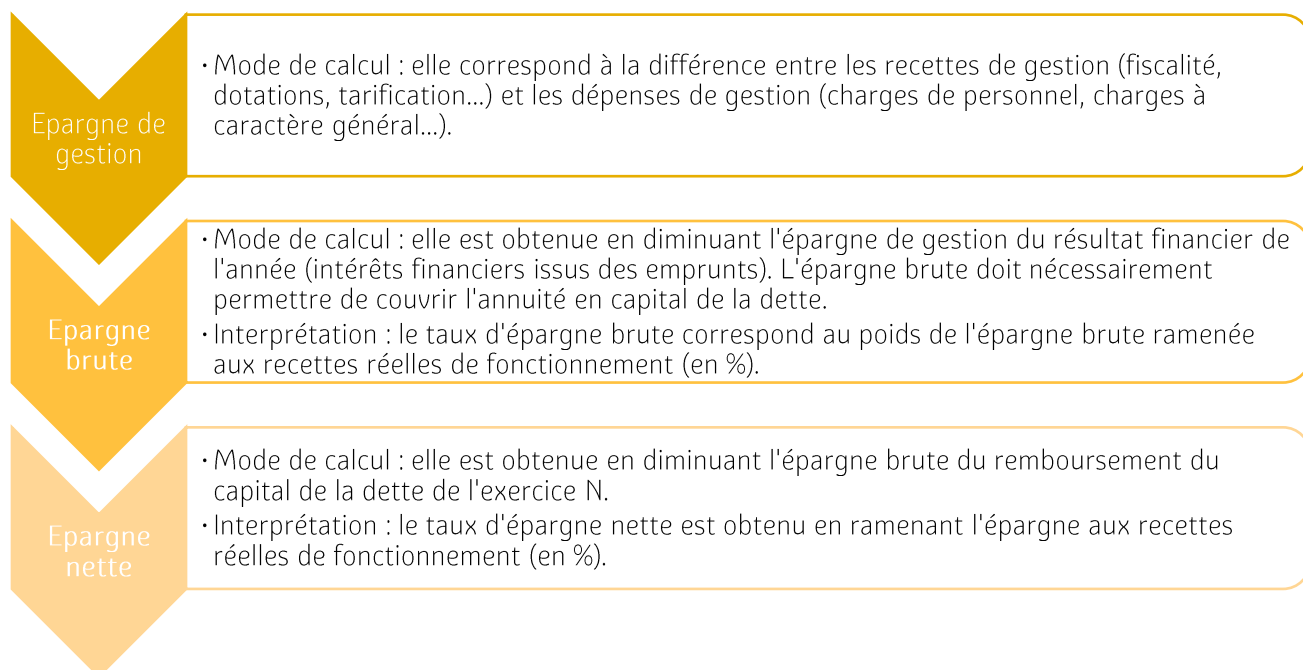 Epargne de
gestion
· Mode de calcul : elle correspond à la différence entre les recettes de gestion (fiscalité,
dotations, tarification...) et les dépenses de gestion (charges de personnel, charges à
caractère général...).
Epargne
brute
· Mode de calcul : elle est obtenue en diminuant l'épargne de gestion du résultat financier de
l'année (intérêts financiers issus des emprunts). L'épargne brute doit nécessairement
permettre de couvrir l'annuité en capital de la dette.
· Interprétation : le taux d'épargne brute correspond au poids de l'épargne brute ramenée
aux recettes réelles de fonctionnement (en %).
Epargne
nette
· Mode de calcul : elle est obtenue en diminuant l'épargne brute du remboursement du
capital de la dette de l'exercice N.
· Interprétation : le taux d'épargne nette est obtenu en ramenant l'épargne aux recettes
réelles de fonctionnement (en %).